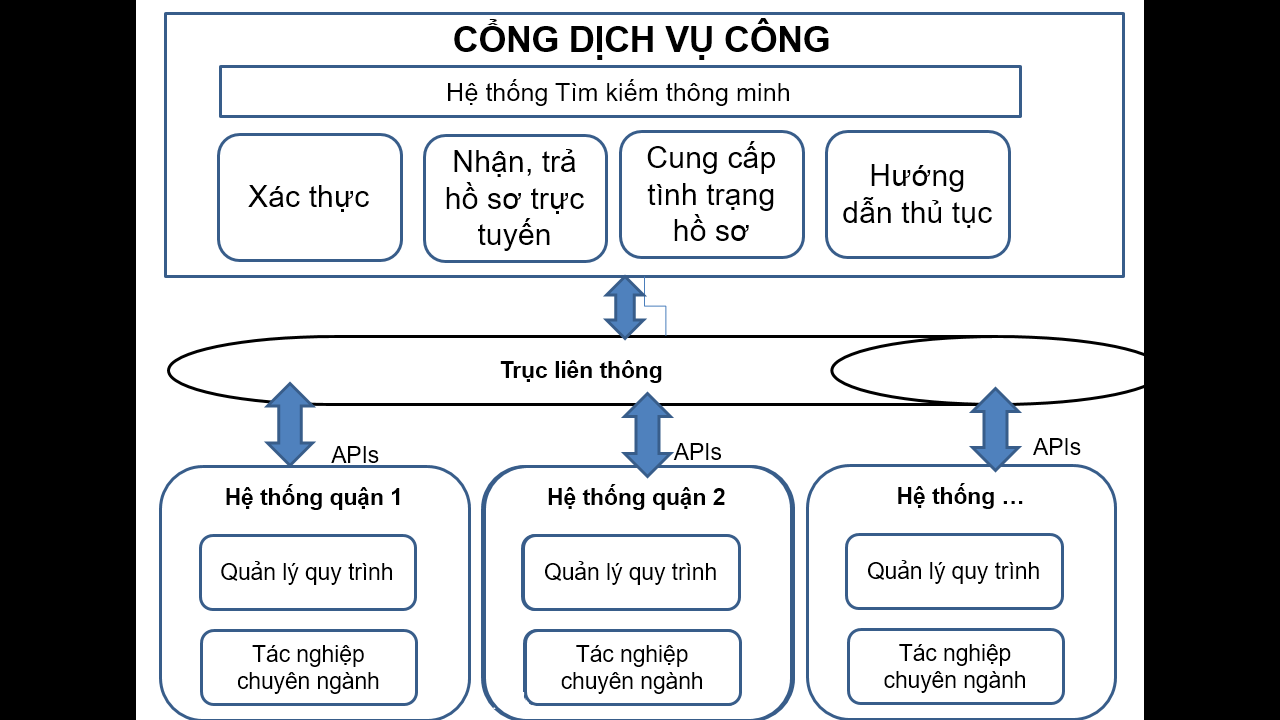 CỔNG DỊCH VỤ CÔNG
Hệ thống Tìm kiếm thông minh
Xác thực
Nhận, trả
hồ sơ trực
tuyến
Cung cấp
tình trạng
hồ sơ
Hướng
dẫn thủ tục
Trục liên thông
APIs
APIs
APIs
Hệ thống quận 1
Quản lý quy trình
Tác nghiệp
chuyên ngành
Hệ thống quận 2
Quản lý quy trình
Tác nghiệp
chuyên ngành
Hệ thống …
Quản lý quy trình
Tác nghiệp
chuyên ngành